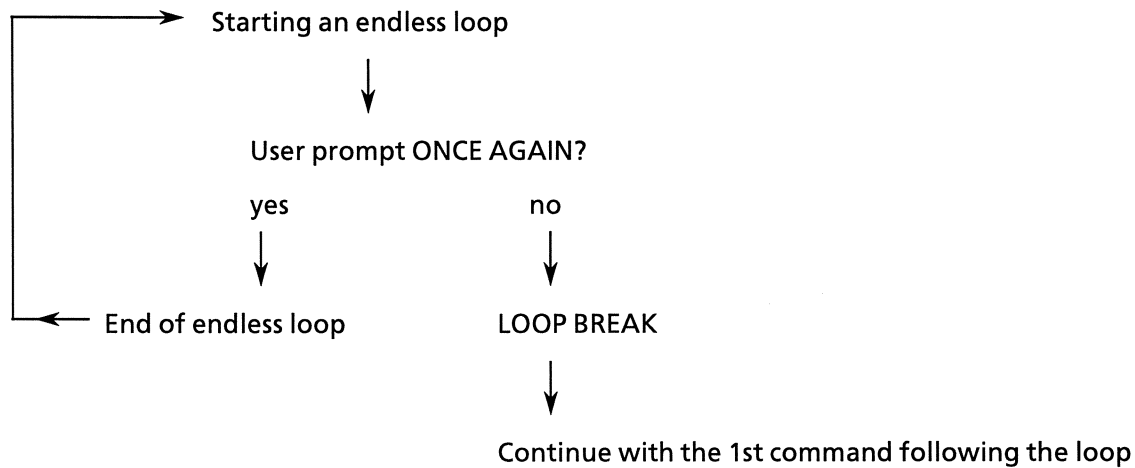 Starting an endless loop
User prompt ONCE AGAIN?
yes no
End of endless loop LOOP BREAK
Continue with the 1st command following the loop